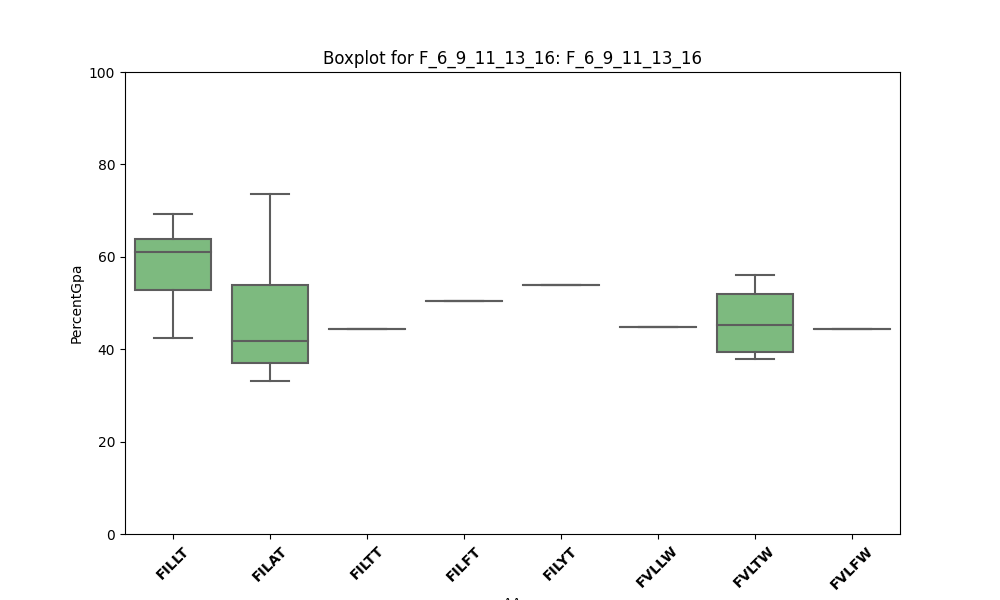 Boxplot for F_6_9_11_13_16: F_6_9_11_13_16
100
80
60
40
20
0
PercentGpa
FILLT
FILAT
FILTT
FILFT
FILYT
FVLLW
FVLTW
FVLFW